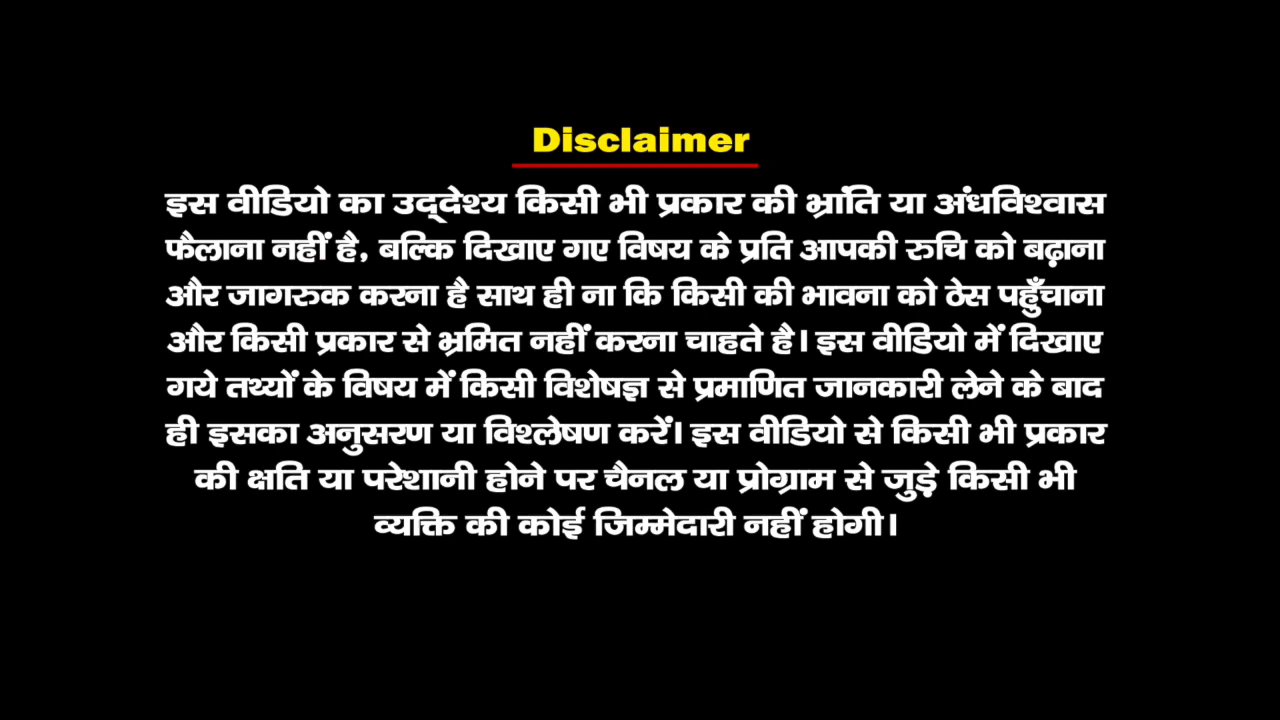 Disclaimer
इस वीडियो का उद्देश्य किसी भी प्रकार की भ्रांति या अंधविश्वास
फैलाना नहीं है, बल्कि दिखाए गए विषय के प्रति आपकी रुचि को बढ़ाना
और जागरुक करना है साथ ही ना कि किसी की भावना को ठेस पहुँचाना
और किसी प्रकार से भ्रमित नहीं करना चाहते है। इस वीडियो में दिखाए
गये तथ्यों के विषय में किसी विशेषज्ञ से प्रमाणित जानकारी लेने के बाद
ही इसका अनुसरण या विश्लेषण करें। इस वीडियो से किसी भी प्रकार
की क्षति या परेशानी होने पर चैनल या प्रोग्राम से जुड़े किसी भी
व्यक्ति की कोई जिम्मेदारी नहीं होगी।